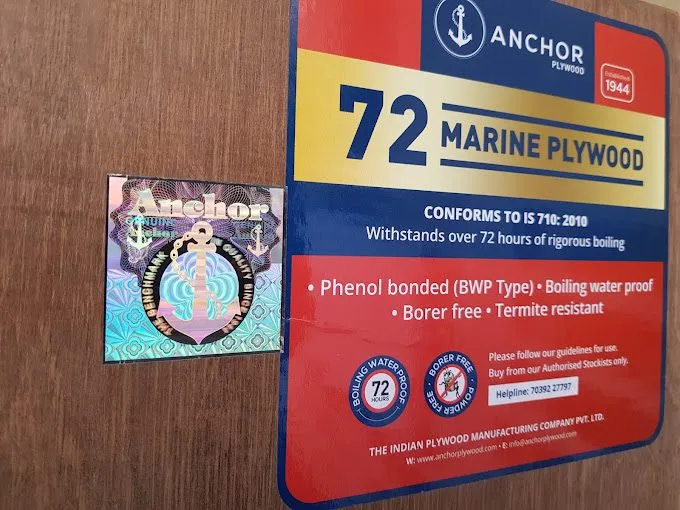 ANCHOR
PLYWOOD
Established
1944
72 MARINE PLYWOOD
CONFORMS TO IS 710: 2010
Withstands over 72 hours of rigorous boiling
• Phenol bonded (BWP Type) • Boiling water proof
• Borer free • Termite resistant
BOILING WATER PROOF
72
HOURS
BORER FREE • POWDER FREE •
Please follow our guidelines for use.
Buy from our Authorised Stockists only.
Helpline: 70392 27797
THE INDIAN PLYWOOD MANUFACTURING COMPANY PVT. LTD.
W: www.anchorplywood.com • E: info@anchorplywood.com
Anchor
GENUINE
Anchor
THE BENCHMARK
QUALITY SINCE